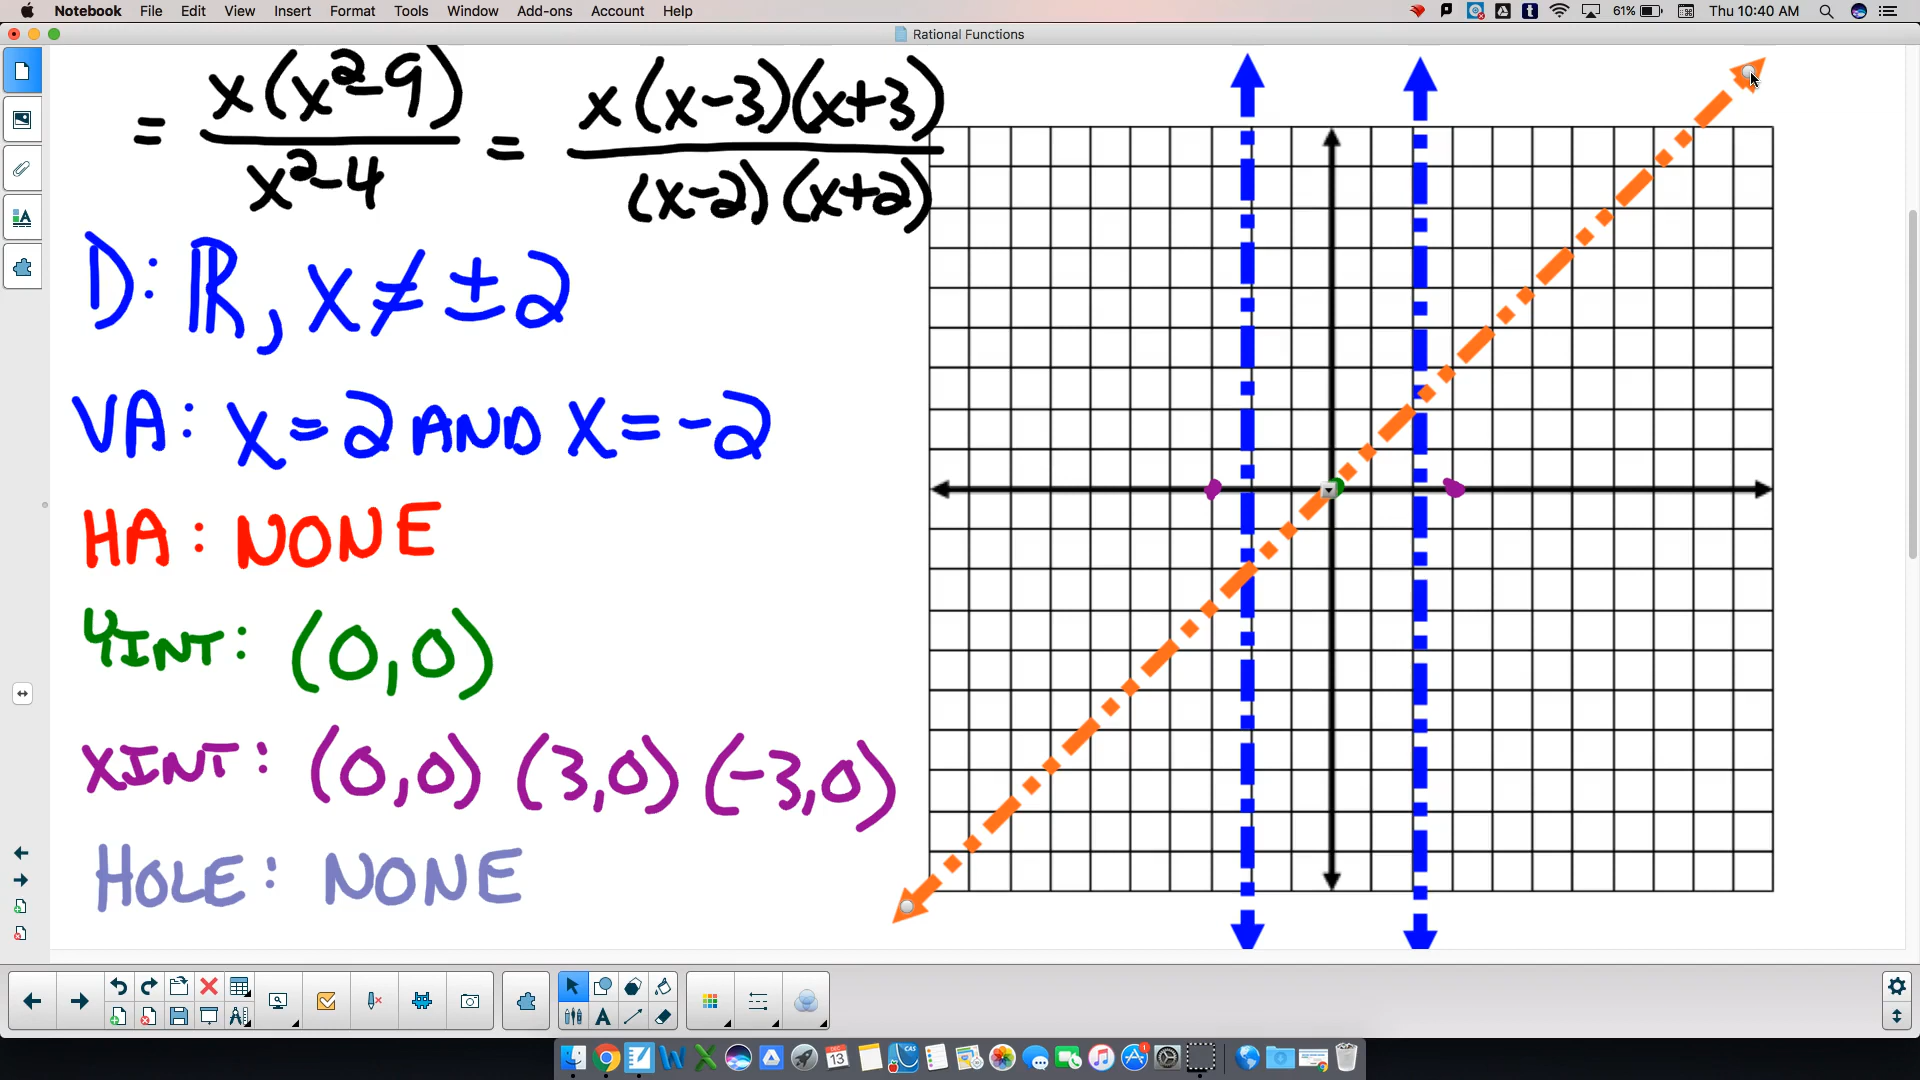 Notebook File Edit View Insert Format Tools Window Add-ons Account Help 61% Thu 10:40 AM
Rational Functions
= x(x²-9)/x²-4 = x(x-3)(x+3)/(x-2)(x+2)
D: ℝ, x≠±2
VA: x=2 AND x=-2
HA: NONE
YINT: (0,0)
XINT: (0,0) (3,0) (-3,0)
HOLE: NONE